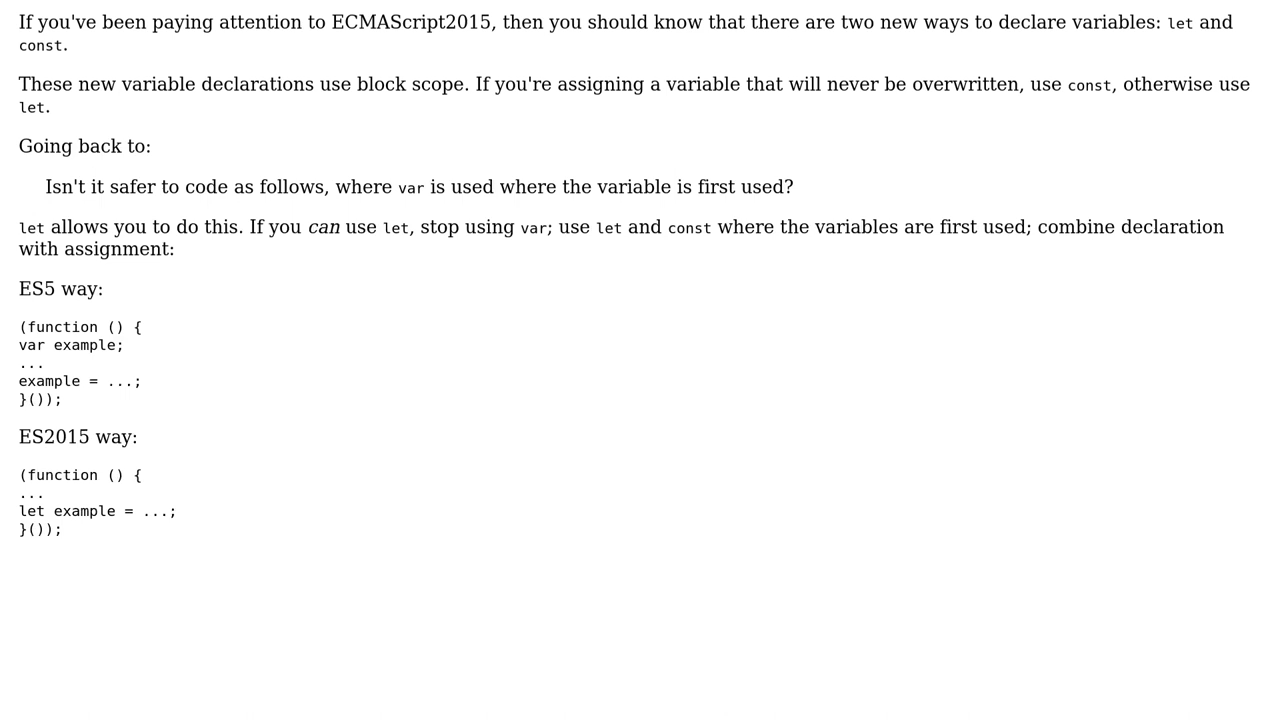 If you've been paying attention to ECMAScript2015, then you should know that there are two new ways to declare variables: let and
const.
These new variable declarations use block scope. If you're assigning a variable that will never be overwritten, use const, otherwise use
let.
Going back to:
Isn't it safer to code as follows, where var is used where the variable is first used?
let allows you to do this. If you can use let, stop using var; use let and const where the variables are first used; combine declaration
with assignment:
ES5 way:
(function () {
var example;
...
example = ...;
}());
ES2015 way:
(function () {
...
let example = ...;
}());